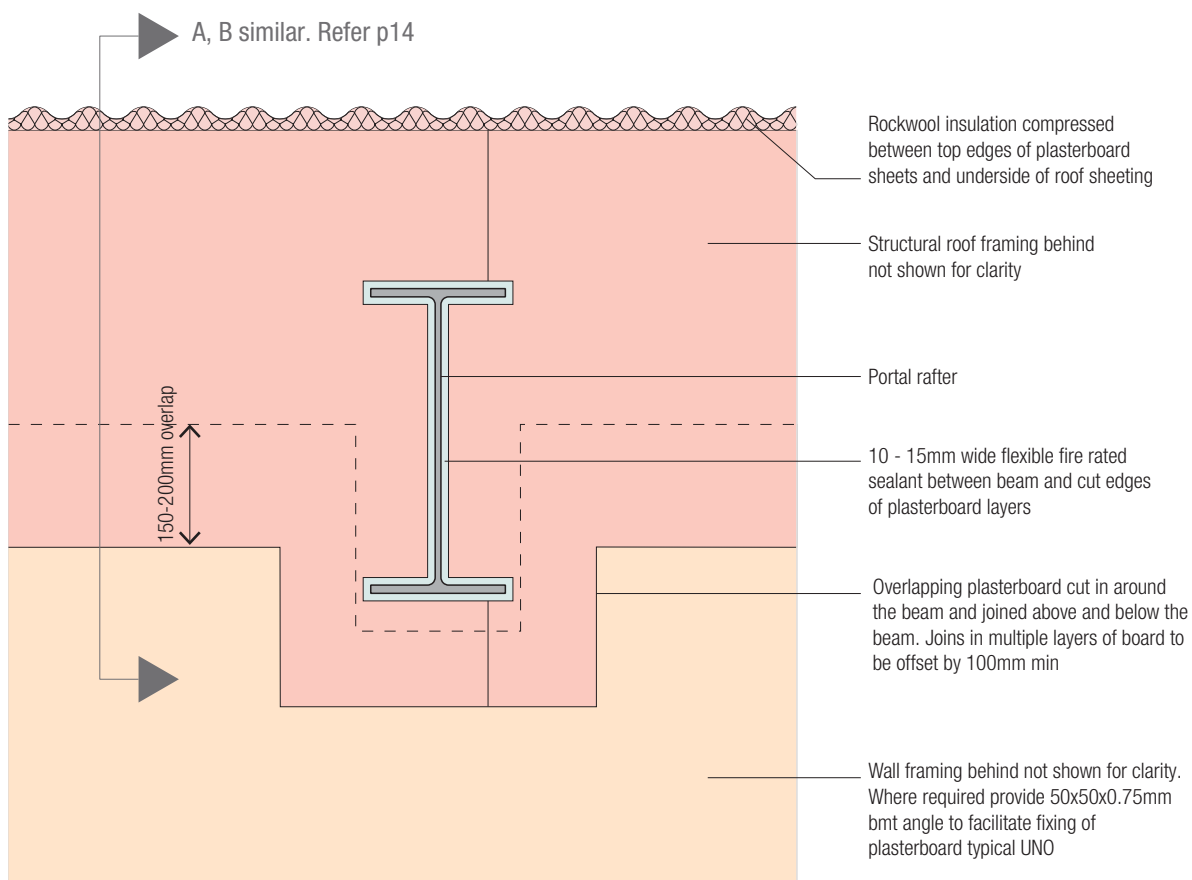 A, B similar. Refer p14
Rockwool insulation compressed
between top edges of plasterboard
sheets and underside of roof sheeting
Structural roof framing behind
not shown for clarity
Portal rafter
150-200mm overlap
10 - 15mm wide flexible fire rated
sealant between beam and cut edges
of plasterboard layers
Overlapping plasterboard cut in around
the beam and joined above and below the
beam. Joins in multiple layers of board to
be offset by 100mm min
Wall framing behind not shown for clarity.
Where required provide 50x50x0.75mm
bmt angle to facilitate fixing of
plasterboard typical UNO